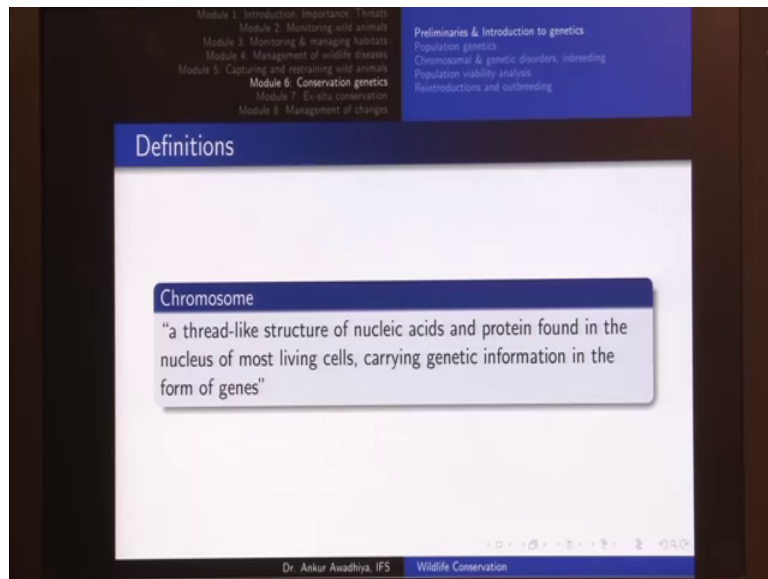 Module 1: Introduction, Importance, Threats
Module 2: Monitoring wild animals
Module 3: Monitoring & managing habitats
Module 4: Management of wildlife diseases
Module 5: Capturing and restraining wild animals
Module 6: Conservation genetics
Module 7: Ex-situ conservation
Module 8: Management of changes
Preliminaries & Introduction to genetics
Population genetics
Chromosomal & genetic disorders, inbreeding
Population viability analysis
Reintroductions and outbreeding
Definitions
Chromosome
“a thread-like structure of nucleic acids and protein found in the
nucleus of most living cells, carrying genetic information in the
form of genes”
Dr. Ankur Awadhiya, IFS
Wildlife Conservation